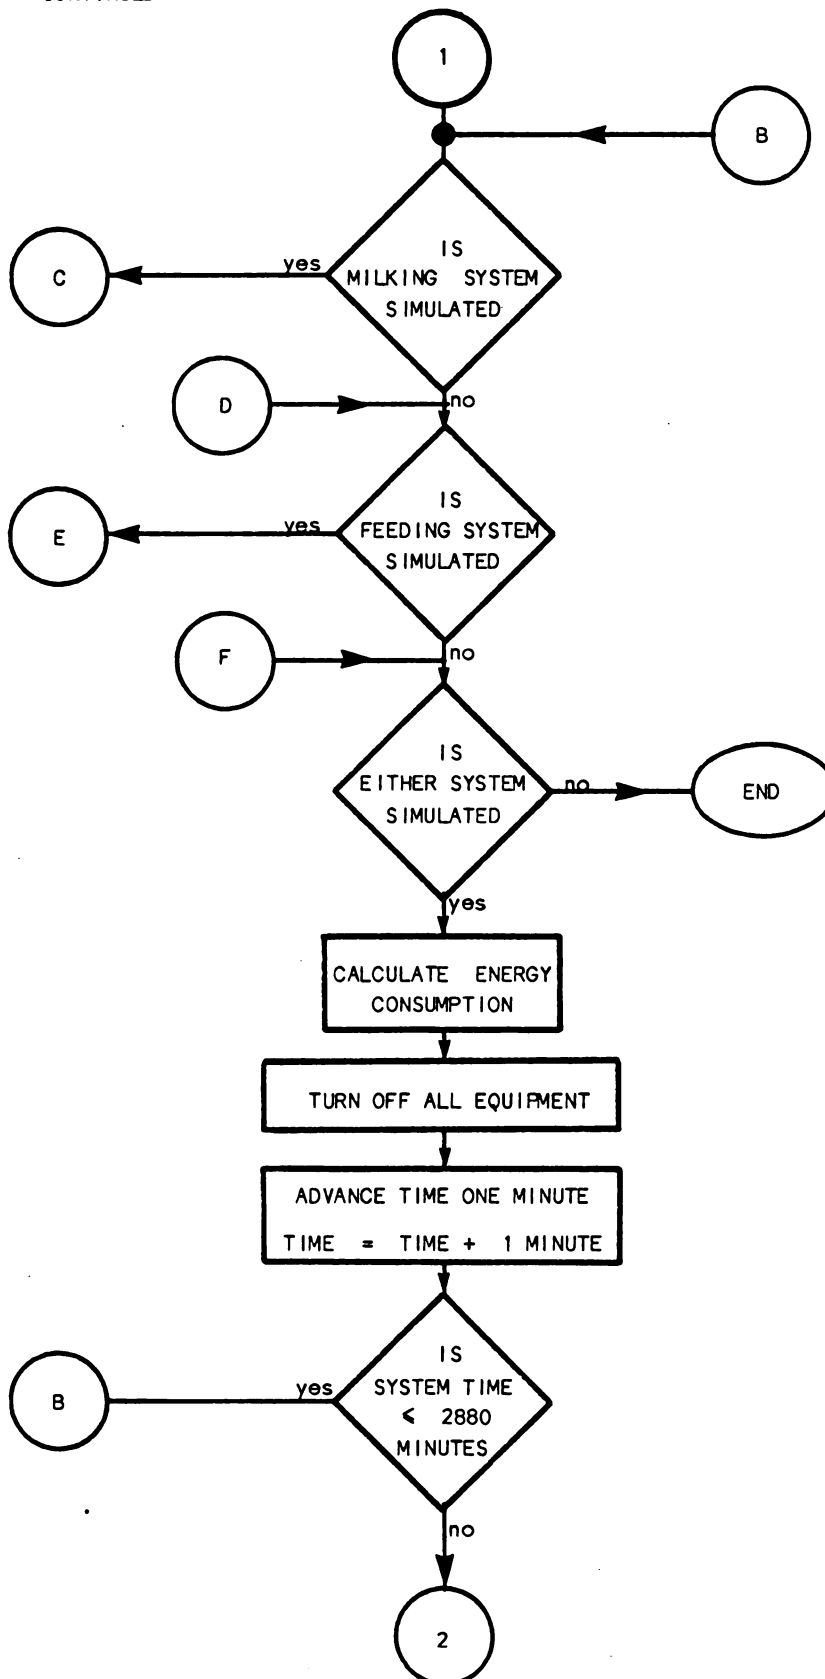 1
B
IS
MILKING SYSTEM
SIMULATED
yes
C
no
D
IS
FEEDING SYSTEM
SIMULATED
yes
E
no
F
IS
EITHER SYSTEM
SIMULATED
no
END
yes
CALCULATE ENERGY
CONSUMPTION
TURN OFF ALL EQUIPMENT
ADVANCE TIME ONE MINUTE
TIME = TIME + 1 MINUTE
IS
SYSTEM TIME
≤ 2880
MINUTES
yes
B
no
2